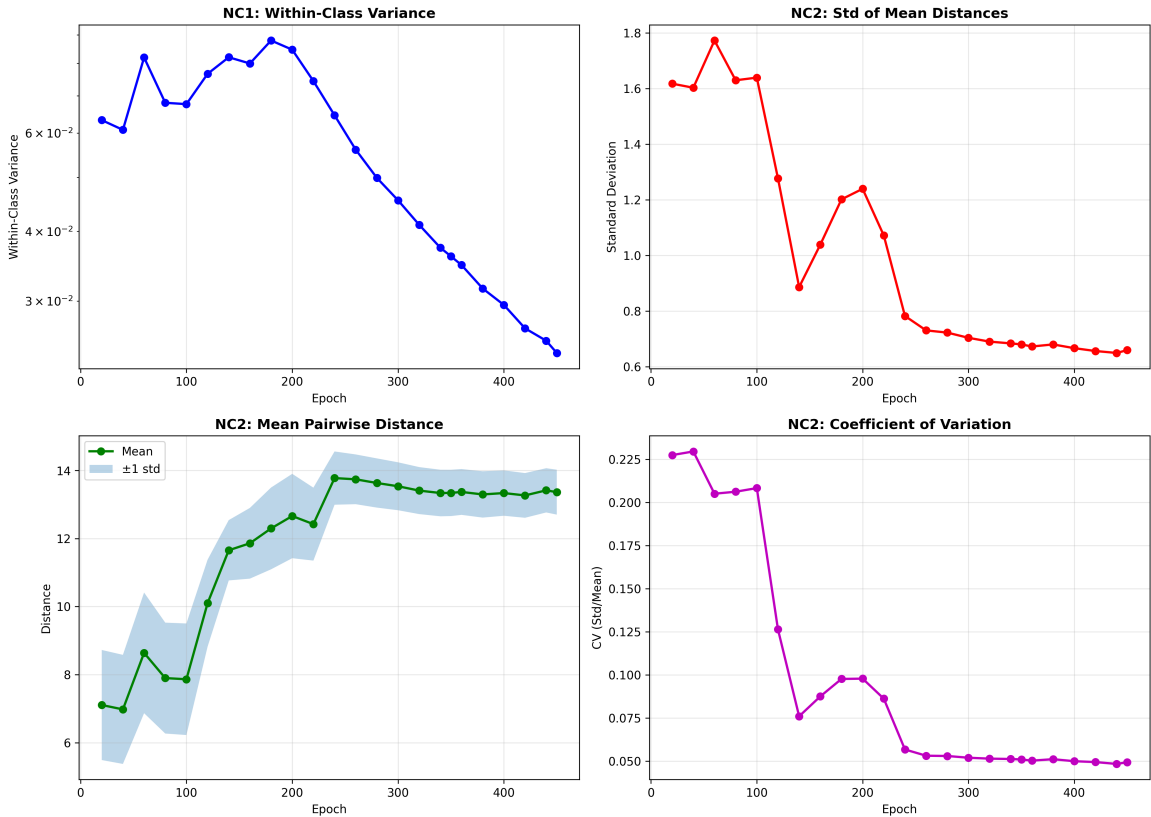 NC1: Within-Class Variance
Within-Class Variance
6 × 10⁻²
4 × 10⁻²
3 × 10⁻²
0 100 200 300 400
Epoch
NC2: Std of Mean Distances
Standard Deviation
1.8
1.6
1.4
1.2
1.0
0.8
0.6
0 100 200 300 400
Epoch
NC2: Mean Pairwise Distance
Mean
±1 std
Distance
14
12
10
8
6
0 100 200 300 400
Epoch
NC2: Coefficient of Variation
CV (Std/Mean)
0.225
0.200
0.175
0.150
0.125
0.100
0.075
0.050
0 100 200 300 400
Epoch